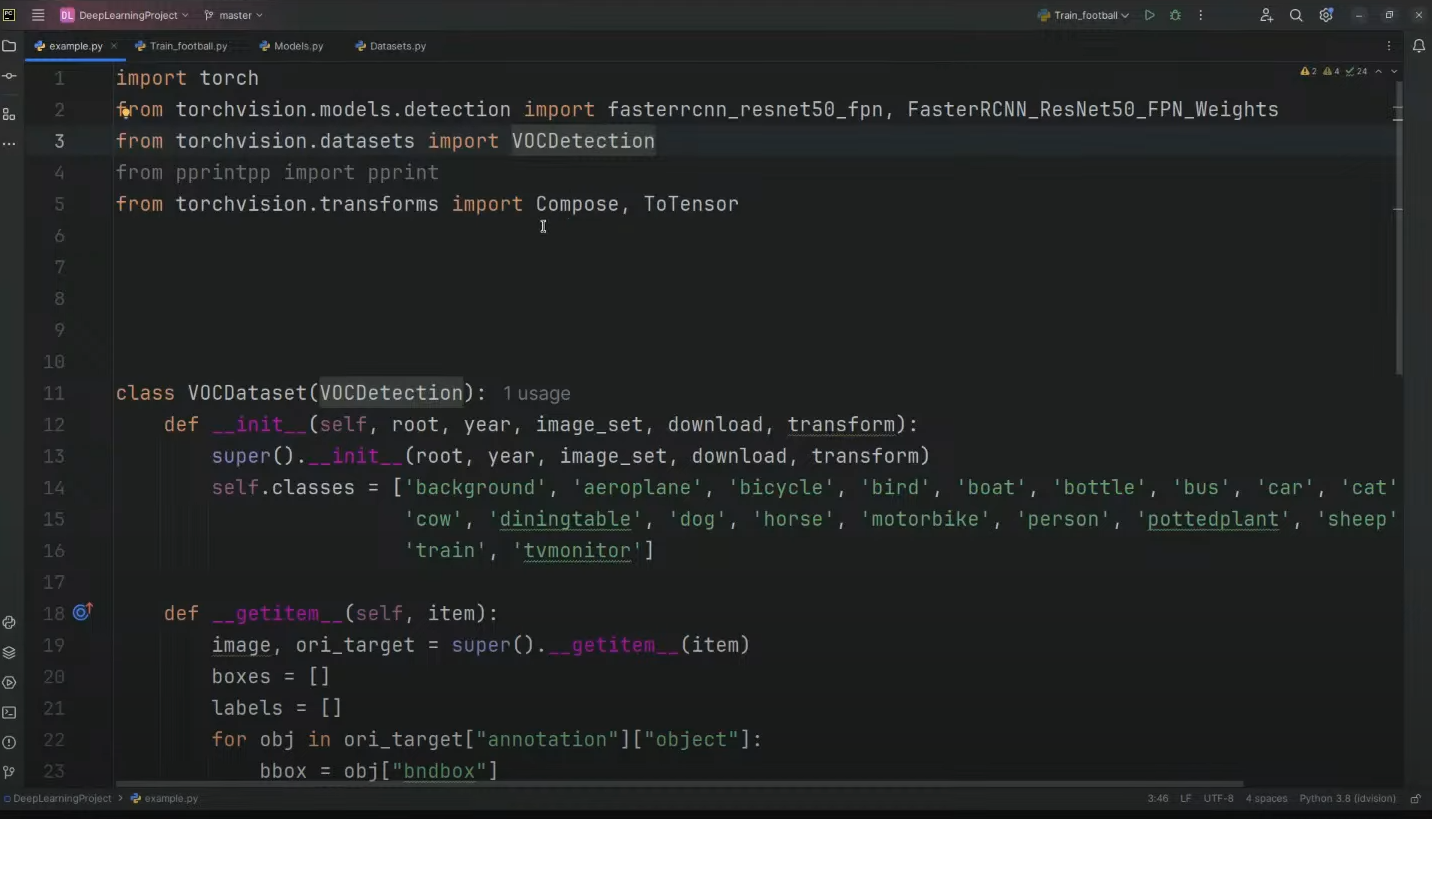 PC DL DeepLearningProject master Train_football
example.py Train_football.py Models.py Datasets.py
2 4 24
1 import torch
2 from torchvision.models.detection import fasterrcnn_resnet50_fpn, FasterRCNN_ResNet50_FPN_Weights
3 from torchvision.datasets import VOCDetection
4 from pprintpp import pprint
5 from torchvision.transforms import Compose, ToTensor
6
7
8
9
10
11 class VOCDataset(VOCDetection): 1 usage
12 def __init__(self, root, year, image_set, download, transform):
13 super().__init__(root, year, image_set, download, transform)
14 self.classes = ['background', 'aeroplane', 'bicycle', 'bird', 'boat', 'bottle', 'bus', 'car', 'cat'
15 'cow', 'diningtable', 'dog', 'horse', 'motorbike', 'person', 'pottedplant', 'sheep'
16 'train', 'tvmonitor']
17
18 def __getitem__(self, item):
19 image, ori_target = super().__getitem__(item)
20 boxes = []
21 labels = []
22 for obj in ori_target["annotation"]["object"]:
23 bbox = obj["bndbox"]
DeepLearningProject > example.py 3:46 LF UTF-8 4 spaces Python 3.8 (idvision)